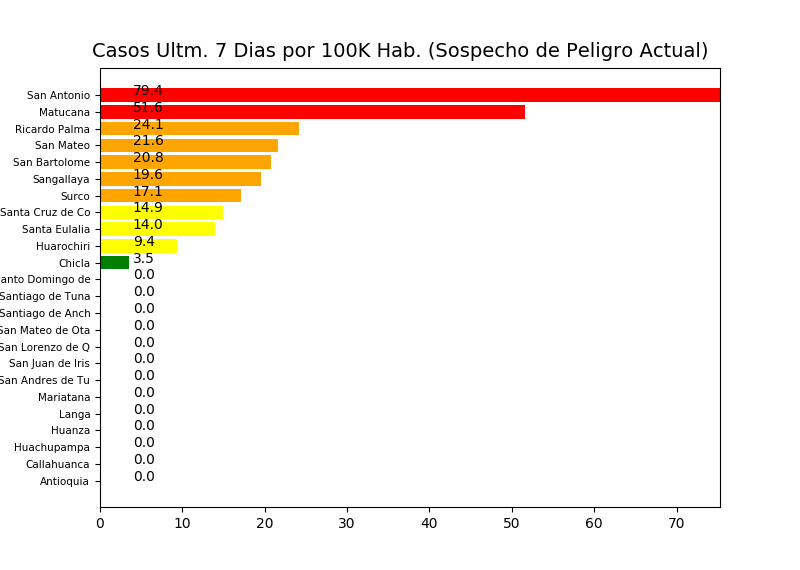 Casos Ultm. 7 Dias por 100K Hab. (Sospecho de Peligro Actual)
San Antonio 79.4
Matucana 51.6
Ricardo Palma 24.1
San Mateo 21.6
San Bartolome 20.8
Sangallaya 19.6
Surco 17.1
Santa Cruz de Co 14.9
Santa Eulalia 14.0
Huarochiri 9.4
Chicla 3.5
anto Domingo de 0.0
Santiago de Tuna 0.0
Santiago de Anch 0.0
San Mateo de Ota 0.0
San Lorenzo de Q 0.0
San Juan de Iris 0.0
San Andres de Tu 0.0
Mariatana 0.0
Langa 0.0
Huanza 0.0
Huachupampa 0.0
Callahuanca 0.0
Antioquia 0.0
0 10 20 30 40 50 60 70